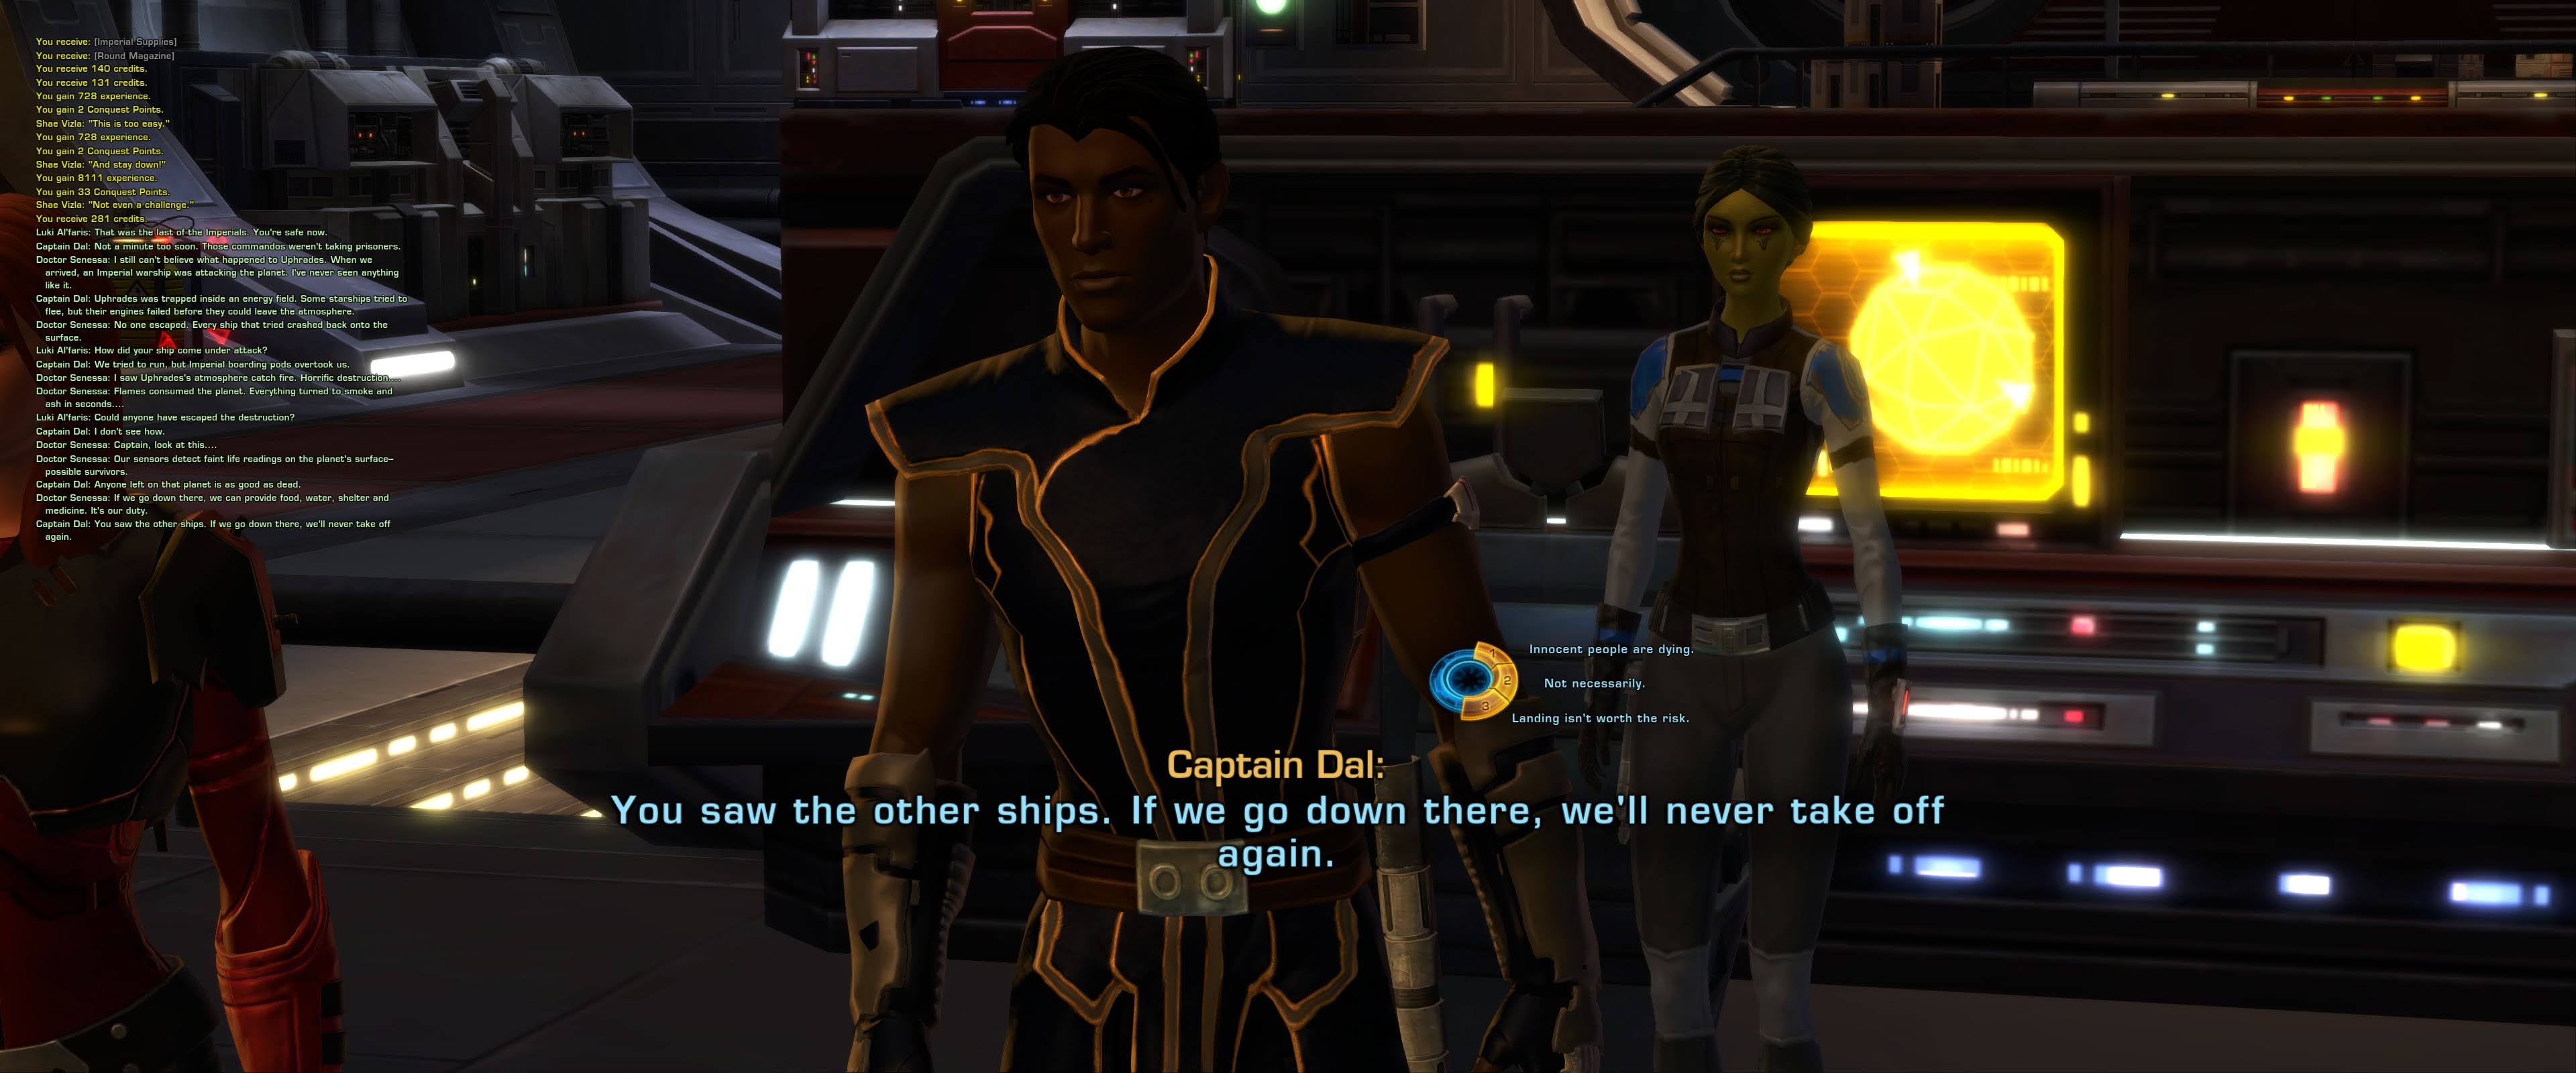 You receive: [Imperial Supplies]
You receive: [Round Magazine]
You receive 140 credits.
You receive 131 credits.
You gain 728 experience.
You gain 2 Conquest Points.
Shae Vizla: "This is too easy."
You gain 728 experience.
You gain 2 Conquest Points.
Shae Vizla: "And stay down!"
You gain 8111 experience.
You gain 33 Conquest Points.
Shae Vizla: "Not even a challenge."
You receive 281 credits.
Luki Al'faris: That was the last of the Imperials. You're safe now.
Captain Dal: Not a minute too soon. Those commandos weren't taking prisoners.
Doctor Senessa: I still can't believe what happened to Uphrades. When we
arrived, an Imperial warship was attacking the planet. I've never seen anything
like it.
Captain Dal: Uphrades was trapped inside an energy field. Some starships tried to
flee, but their engines failed before they could leave the atmosphere.
Doctor Senessa: No one escaped. Every ship that tried crashed back onto the
surface.
Luki Al'faris: How did your ship come under attack?
Captain Dal: We tried to run, but Imperial boarding pods overtook us.
Doctor Senessa: I saw Uphrades's atmosphere catch fire. Horrific destruction....
Doctor Senessa: Flames consumed the planet. Everything turned to smoke and
ash in seconds....
Luki Al'faris: Could anyone have escaped the destruction?
Captain Dal: I don't see how.
Doctor Senessa: Captain, look at this....
Doctor Senessa: Our sensors detect faint life readings on the planet's surface–
possible survivors.
Captain Dal: Anyone left on that planet is as good as dead.
Doctor Senessa: If we go down there, we can provide food, water, shelter and
medicine. It's our duty.
Captain Dal: You saw the other ships. If we go down there, we'll never take off
again.
1 Innocent people are dying.
2 Not necessarily.
3 Landing isn't worth the risk.
Captain Dal:
You saw the other ships. If we go down there, we'll never take off
again.